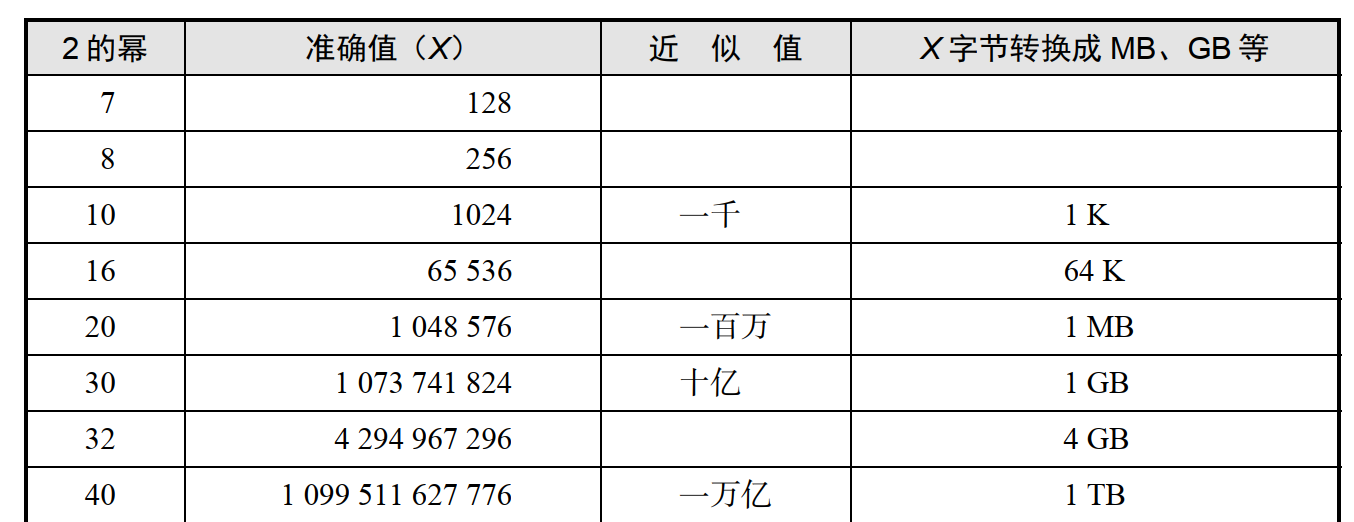 2的幂 准确值（X） 近 似 值 X 字节转换成 MB、GB 等
7 128
8 256
10 1024 一千 1 K
16 65 536 64 K
20 1 048 576 一百万 1 MB
30 1 073 741 824 十亿 1 GB
32 4 294 967 296 4 GB
40 1 099 511 627 776 一万亿 1 TB